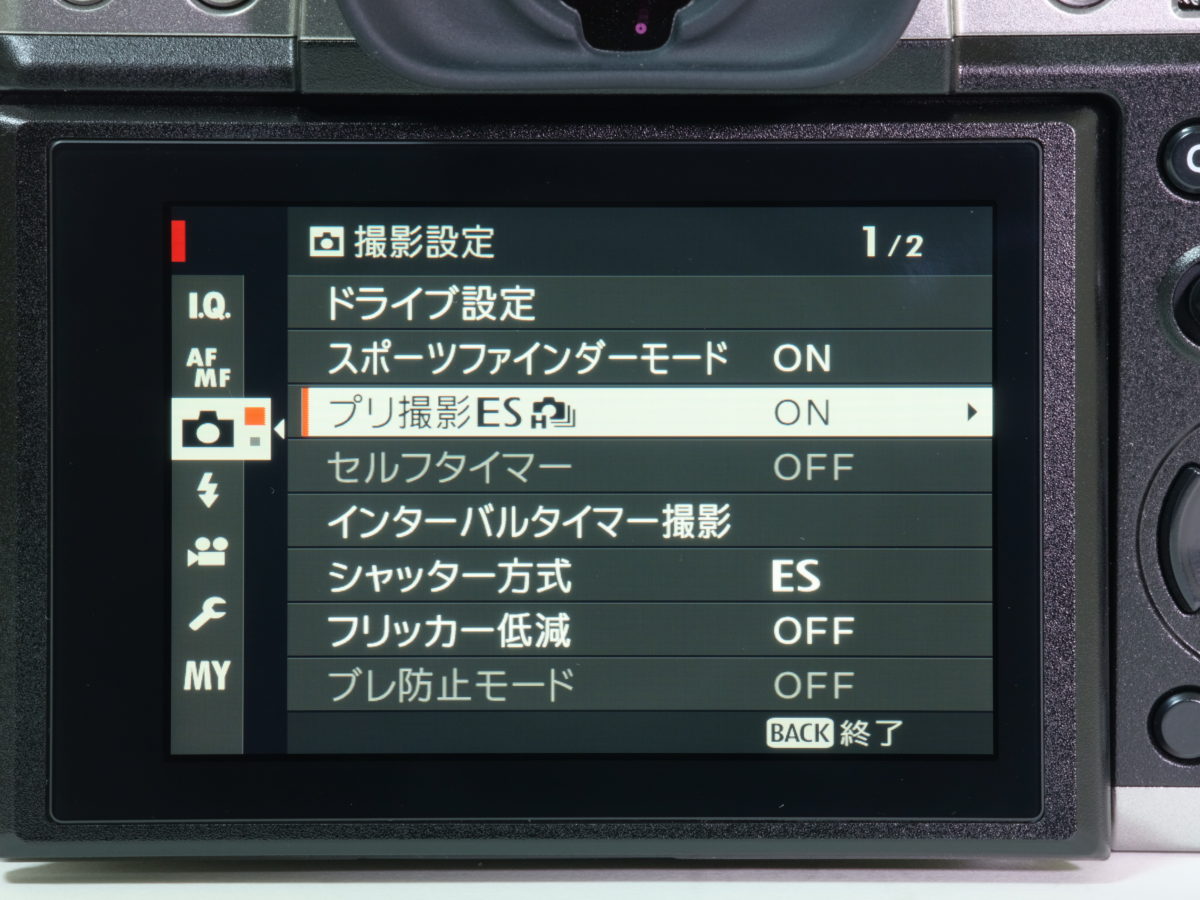 撮影設定 1/2
I.Q.
AF
MF
MY
ドライブ設定
スポーツファインダーモード ON
プリ撮影ES H ON
セルフタイマー OFF
インターバルタイマー撮影
シャッター方式 ES
フリッカー低減 OFF
ブレ防止モード OFF
BACK 終了